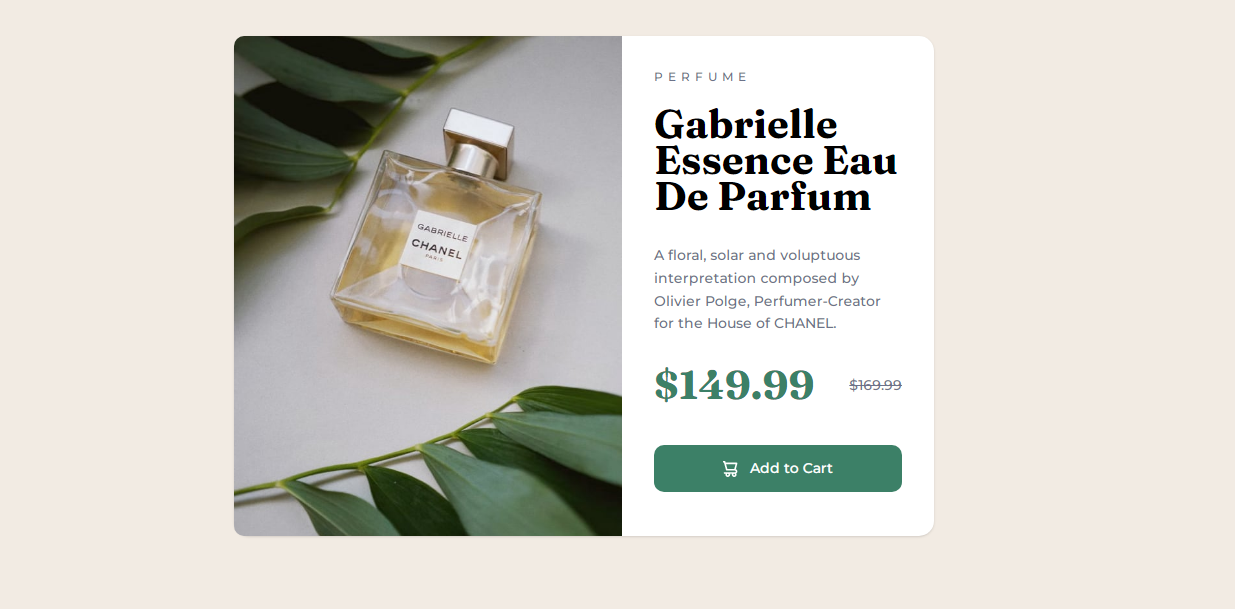 GABRIELLE
CHANEL
PARIS
PERFUME
Gabrielle
Essence Eau
De Parfum
A floral, solar and voluptuous
interpretation composed by
Olivier Polge, Perfumer-Creator
for the House of CHANEL.
$149.99 $169.99
Add to Cart